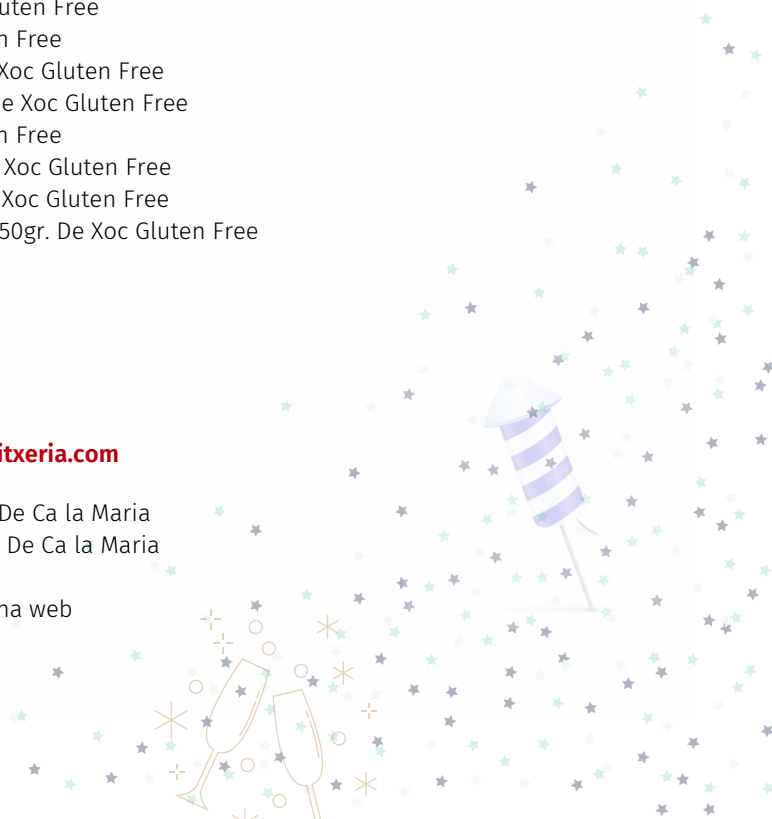 uten Free
n Free
Xoc Gluten Free
e Xoc Gluten Free
n Free
Xoc Gluten Free
Xoc Gluten Free
50gr. De Xoc Gluten Free
itxeria.com
De Ca la Maria
De Ca la Maria
na web